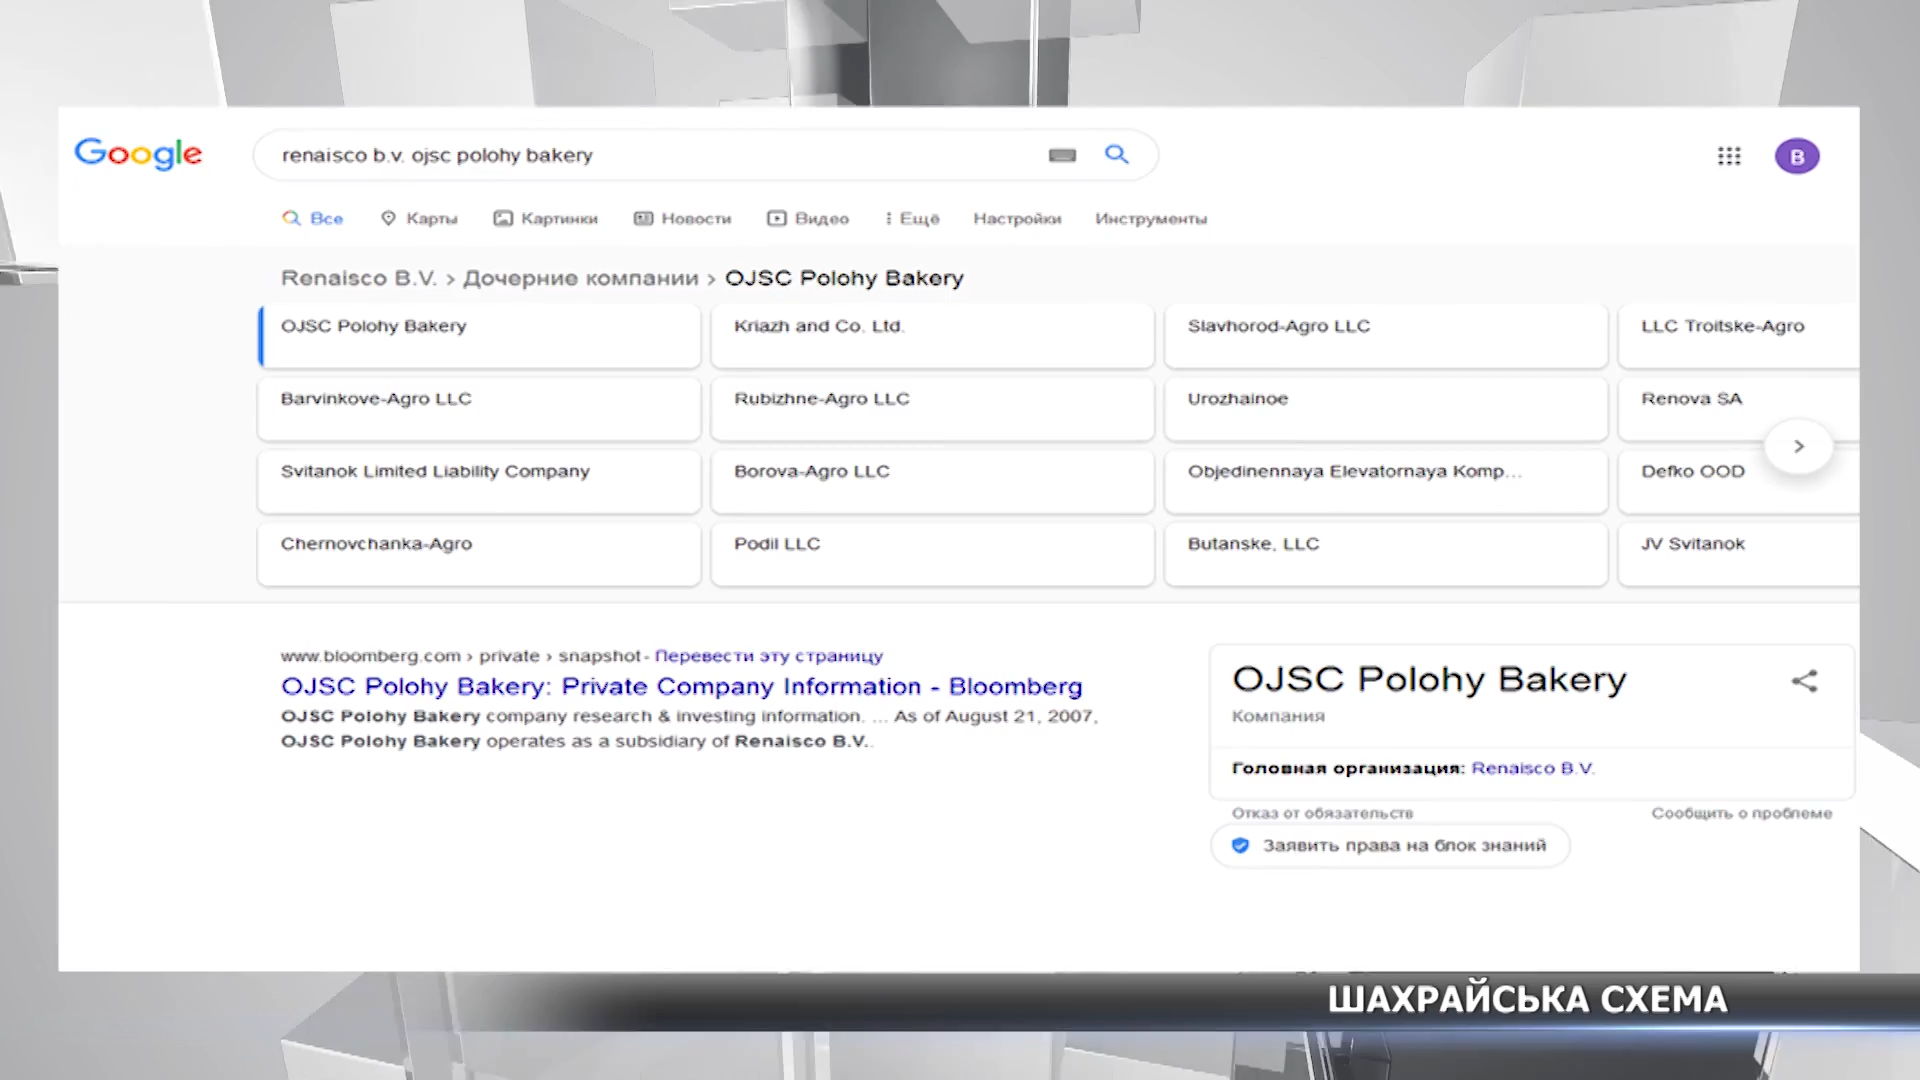 Google
renaisco b.v. ojsc polohy bakery
B
Все Карты Картинки Новости Видео Ещё Настройки Инструменты
Renaisco B.V. › Дочерние компании › OJSC Polohy Bakery
OJSC Polohy Bakery Kriazh and Co. Ltd. Slavhorod-Agro LLC LLC Troitske-Agro
Barvinkove-Agro LLC Rubizhne-Agro LLC Urozhainoe Renova SA
Svitanok Limited Liability Company Borova-Agro LLC Objedinennaya Elevatornaya Komp... Defko OOD
Chernovchanka-Agro Podil LLC Butanske, LLC JV Svitanok
www.bloomberg.com › private › snapshot - Перевести эту страницу
OJSC Polohy Bakery: Private Company Information - Bloomberg
OJSC Polohy Bakery company research & investing information. ... As of August 21, 2007,
OJSC Polohy Bakery operates as a subsidiary of Renaisco B.V..
OJSC Polohy Bakery
Компания
Головная организация: Renaisco B.V.
Отказ от обязательств Сообщить о проблеме
Заявить права на блок знаний
ШАХРАЙСЬКА СХЕМА